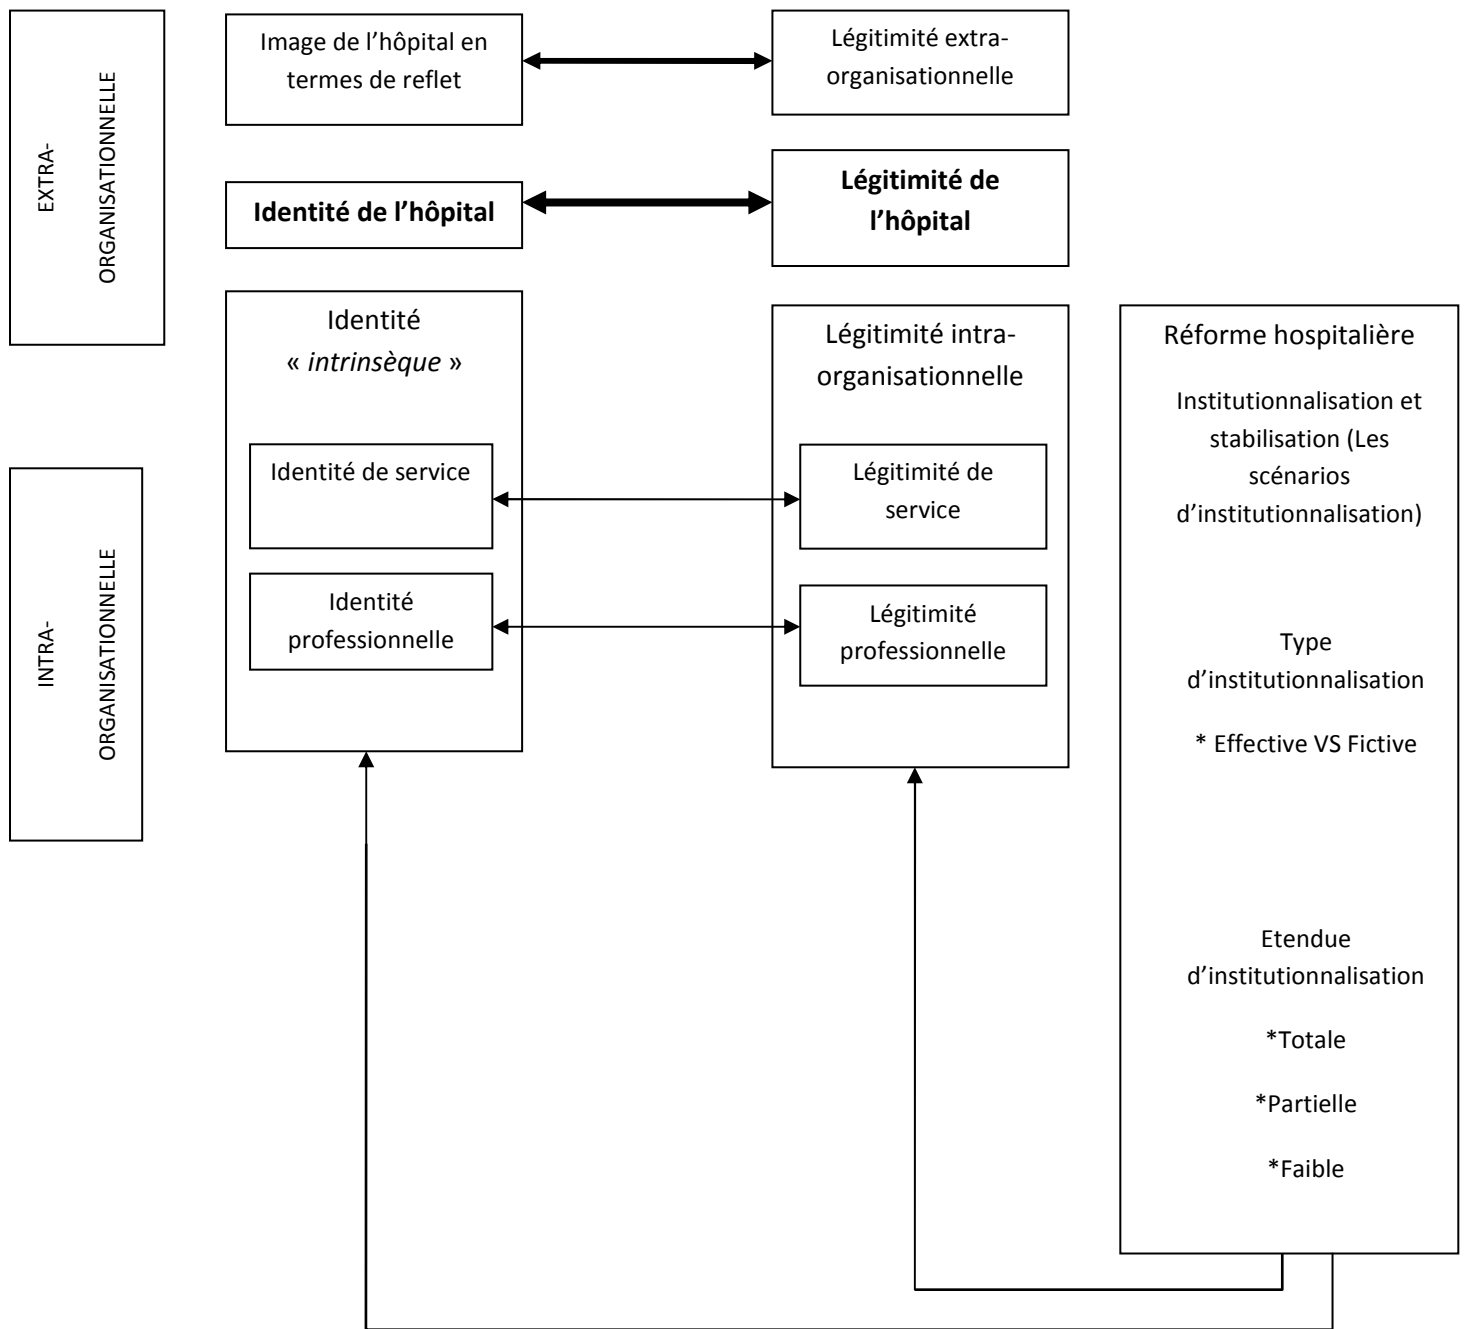 EXTRA-
ORGANISATIONNELLE
Image de l’hôpital en
termes de reflet
Légitimité extra-
organisationnelle
Identité de l’hôpital
Légitimité de
l’hôpital
INTRA-
ORGANISATIONNELLE
Identité
« intrinsèque »
Identité de service
Identité
professionnelle
Légitimité intra-
organisationnelle
Légitimité de
service
Légitimité
professionnelle
Réforme hospitalière
Institutionnalisation et
stabilisation (Les
scénarios
d’institutionnalisation)
Type
d’institutionnalisation
* Effective VS Fictive
Etendue
d’institutionnalisation
*Totale
*Partielle
*Faible